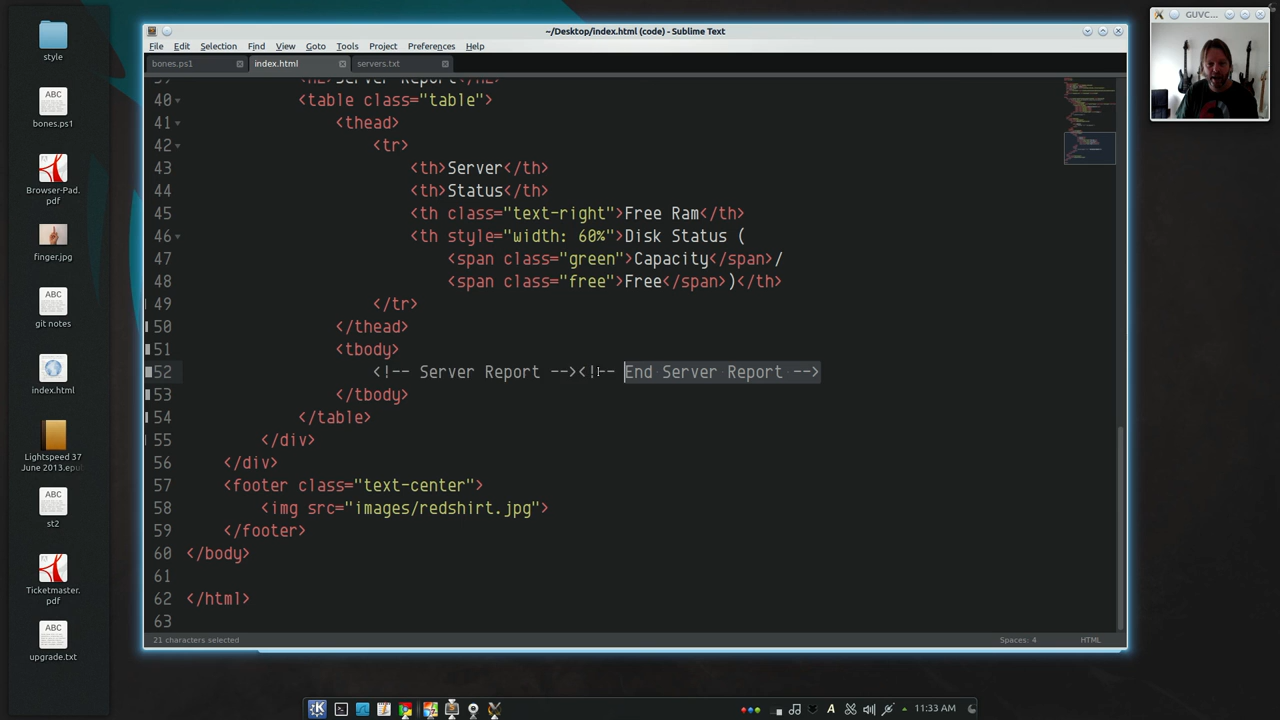 ~/Desktop/index.html (code) - Sublime Text
GUVC...
File Edit Selection Find View Goto Tools Project Preferences Help
bones.ps1 index.html servers.txt
40 <table class="table">
41 <thead>
42 <tr>
43 <th>Server</th>
44 <th>Status</th>
45 <th class="text-right">Free Ram</th>
46 <th style="width: 60%">Disk Status (
47 <span class="green">Capacity</span>/
48 <span class="free">Free</span>)</th>
49 </tr>
50 </thead>
51 <tbody>
52 <!-- Server Report --><!-- End Server Report -->
53 </tbody>
54 </table>
55 </div>
56 </div>
57 <footer class="text-center">
58 <img src="images/redshirt.jpg">
59 </footer>
60 </body>
61
62 </html>
63
21 characters selected
Spaces: 4
HTML
style
ABC
bones.ps1
Browser-Pad.
pdf
finger.jpg
ABC
git notes
index.html
Lightspeed 37
June 2013.epub
ABC
st2
Ticketmaster.
pdf
ABC
upgrade.txt
A
11:33 AM